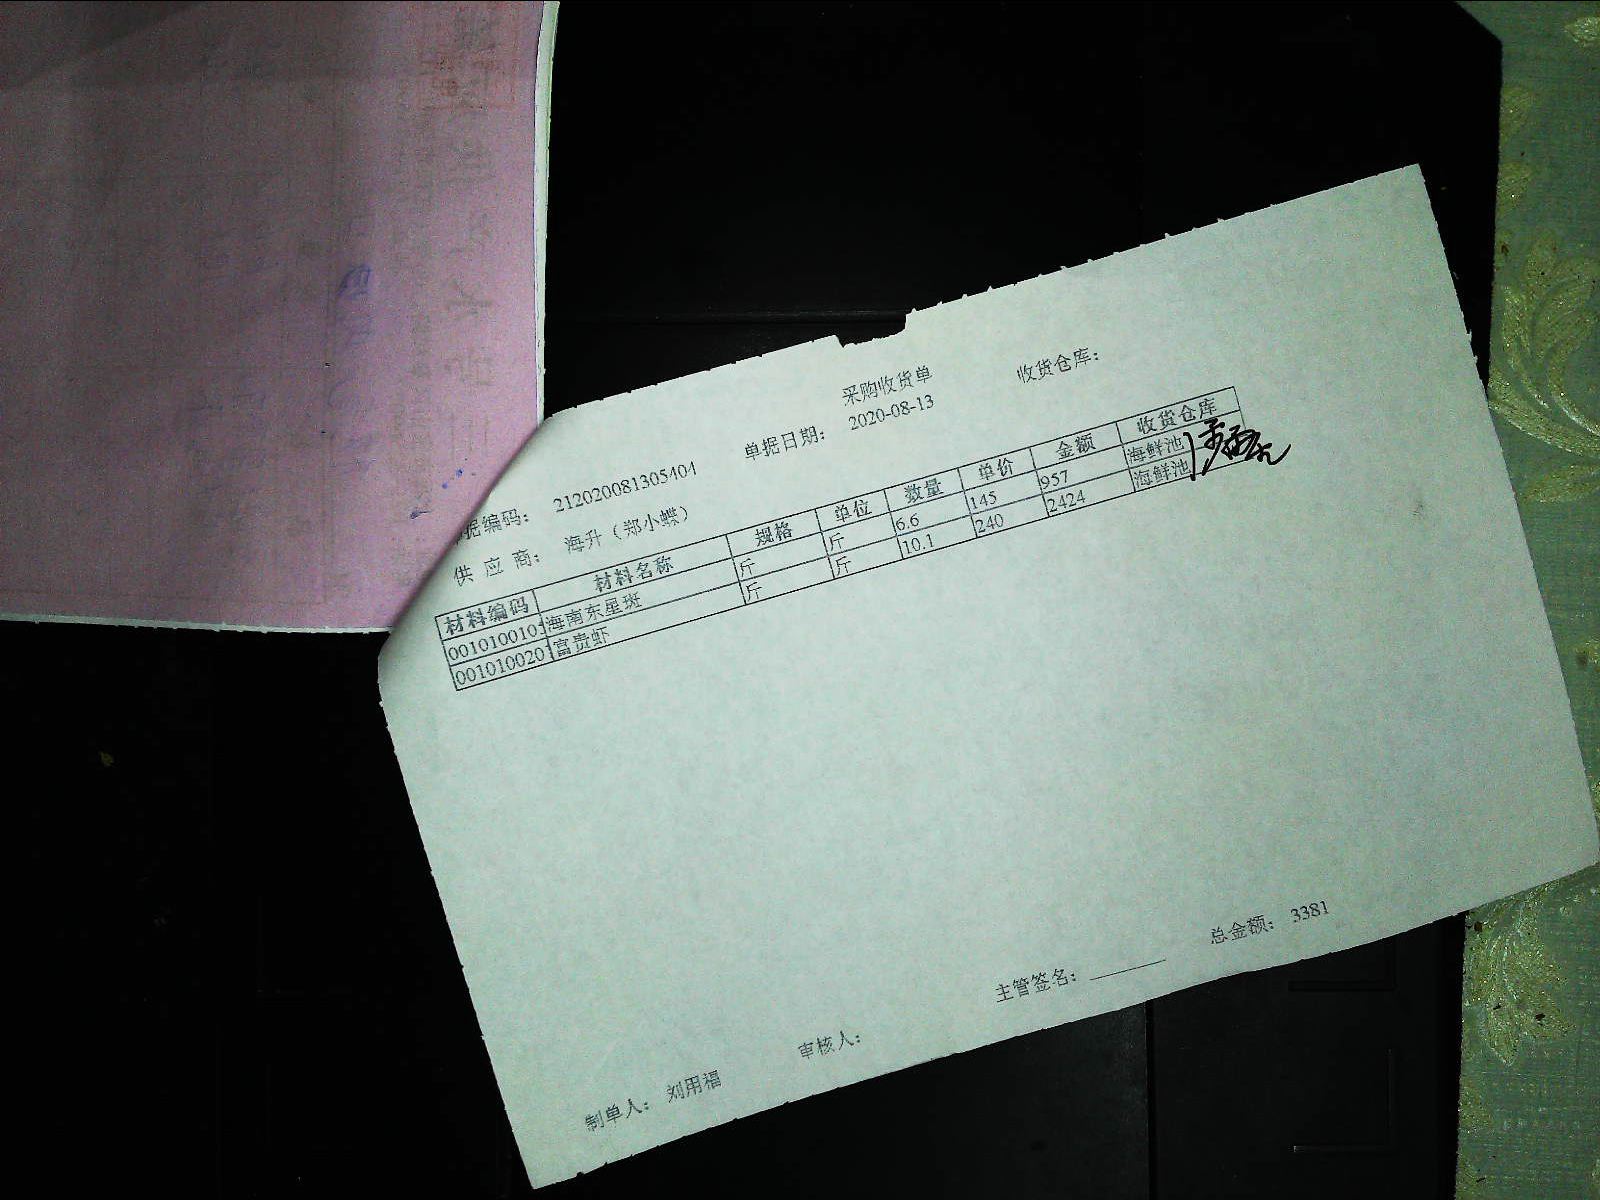 采购收货单
单据编码： 212020081305404 单据日期： 2020-08-13 收货仓库：
供 应 商： 海升（郑小蝶）
材料编码 材料名称 规格 单位 数量 单价 金额 收货仓库
0010100105 海南东星斑 斤 斤 6.6 145 957 海鲜池
001010020 富贵虾 斤 斤 10.1 240 2424 海鲜池
总金额： 3381
制单人： 刘用福 审核人： 主管签名：